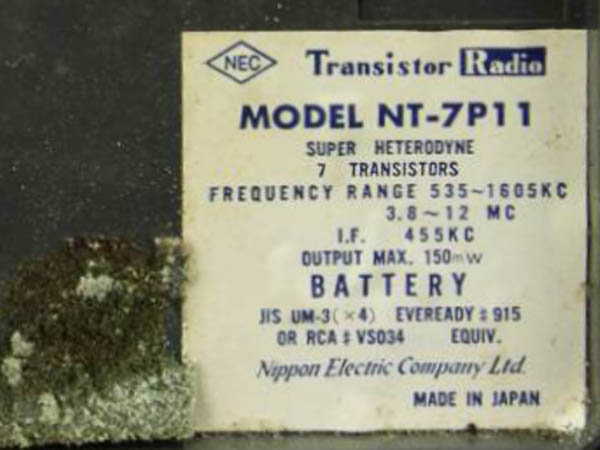 NEC Transistor Radio
MODEL NT-7P11
SUPER HETERODYNE
7 TRANSISTORS
FREQUENCY RANGE 535~1605KC
3.8~12 MC
I.F. 455KC
OUTPUT MAX. 150mW
BATTERY
JIS UM-3(×4) EVEREADY #915
OR RCA # VS034 EQUIV.
Nippon Electric Company Ltd.
MADE IN JAPAN